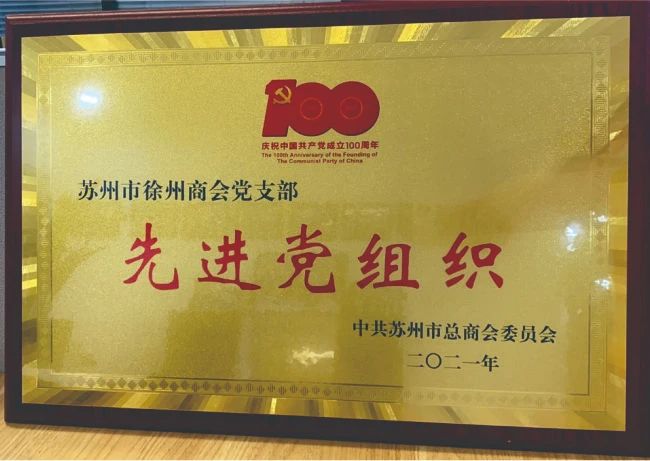 100
庆祝中国共产党成立100周年
The 100th Anniversary of the Founding of
The Communist Party of China
苏州市徐州商会党支部
先进党组织
中共苏州市总商会委员会
二〇二一年